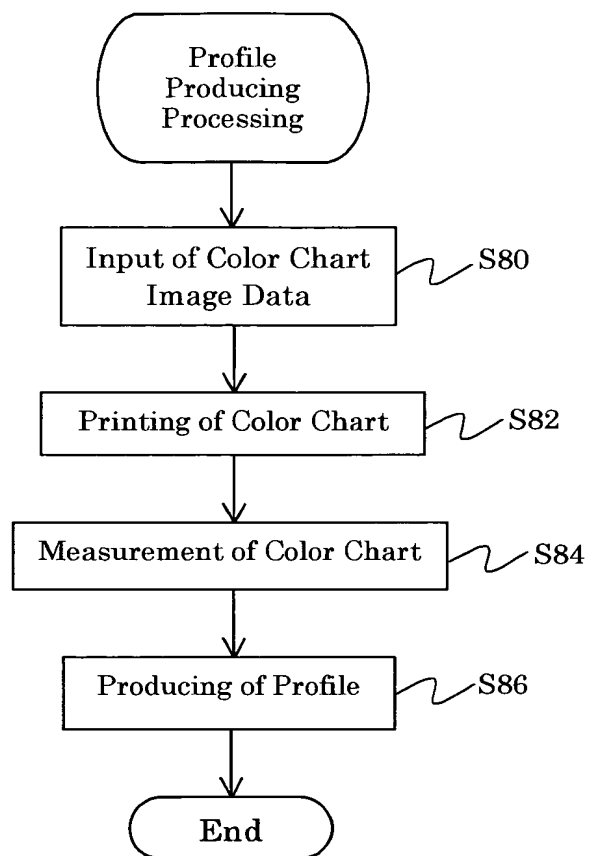 Profile
Producing
Processing
Input of Color Chart
Image Data
S80
Printing of Color Chart
S82
Measurement of Color Chart
S84
Producing of Profile
S86
End